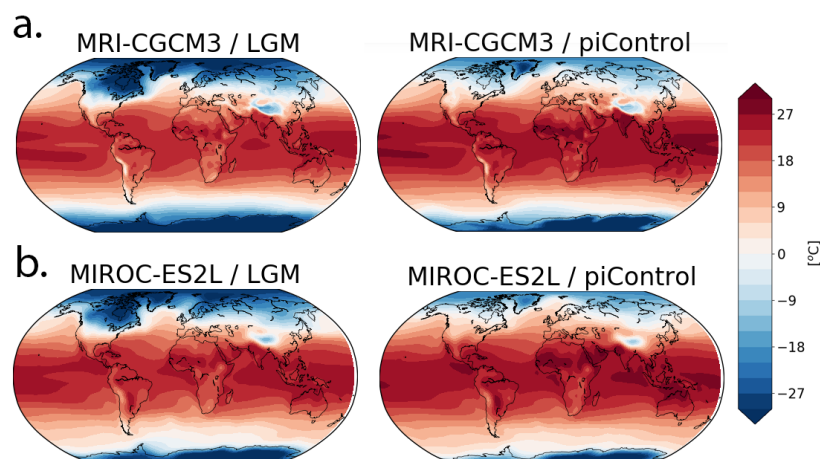 a.
MRI-CGCM3 / LGM
MRI-CGCM3 / piControl
b.
MIROC-ES2L / LGM
MIROC-ES2L / piControl
27
18
9
0
−9
−18
−27
[°C]